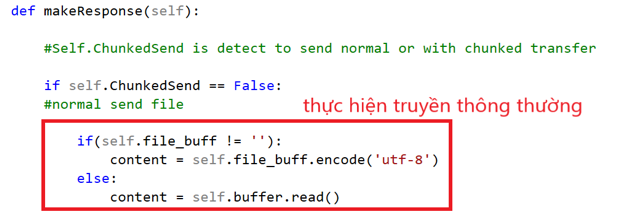 def makeResponse(self):
#Self.ChunkedSend is detect to send normal or with chunked transfer
if self.ChunkedSend == False:
#normal send file
thực hiện truyền thông thường
if(self.file_buff != ''):
content = self.file_buff.encode('utf-8')
else:
content = self.buffer.read()